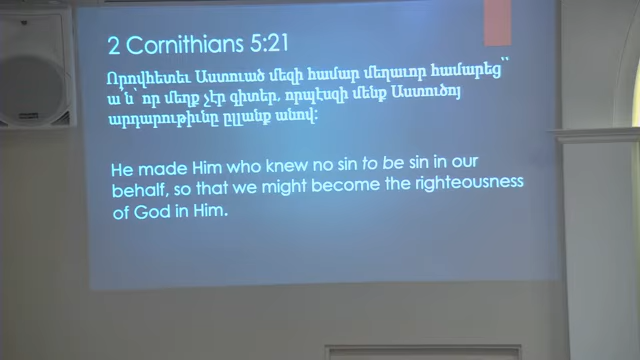 2 Cornithians 5:21
Որովհետեւ Աստուած մեզի համար մեղաւոր համարեց՝՝
ա՛ն՝ որ մեղք չէր գիտեր, որպէսզի մենք Աստուծոյ
արդարութիւնը ըլլանք անով:
He made Him who knew no sin to be sin in our
behalf, so that we might become the righteousness
of God in Him.